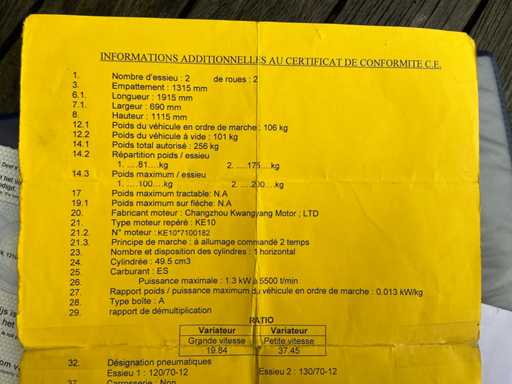 INFORMATIONS ADDITIONNELLES AU CERTIFICAT DE CONFORMITE C.E.
1. Nombre d'essieu : 2 de roues : 2
3. Empattement : 1315 mm
6.1. Longueur : 1915 mm
7.1. Largeur : 690 mm
8. Hauteur : 1115 mm
12.1 Poids du véhicule en ordre de marche : 106 kg
12.2 Poids du véhicule à vide : 101 kg
14.1 Poids total autorisé : 256 kg
14.2 Répartition poids / essieu
1. ....81....kg 2. .....175....kg
14.3 Poids maximum / essieu
1. ....100.....kg 2. .....200....kg
17 Poids maximum tractable: N.A
19.1 Poids maximum sur flèche: N.A
20. Fabricant moteur : Changzhou Kwangyang Motor ; LTD
21. Type moteur repéré : KE10
21.2. N° moteur : KE10*7100182
21.3. Principe de marche : à allumage commandé 2 temps
23. Nombre et disposition des cylindres : 1 horizontal
24. Cylindrée : 49.5 cm3
25. Carburant : ES
26. Puissance maximale : 1.3 kW à 5500 t/min
27. Rapport poids / puissance maximum du véhicule en ordre de marche : 0.013 kW/kg
28. Type boîte : A
29. rapport de démultiplication :
RATIO
Variateur Variateur
Grande vitesse Petite vitesse
19.84 37.45
32. Désignation pneumatiques
Essieu 1 : 120/70-12 Essieu 2 : 130/70-12
37. Carrosserie : Non